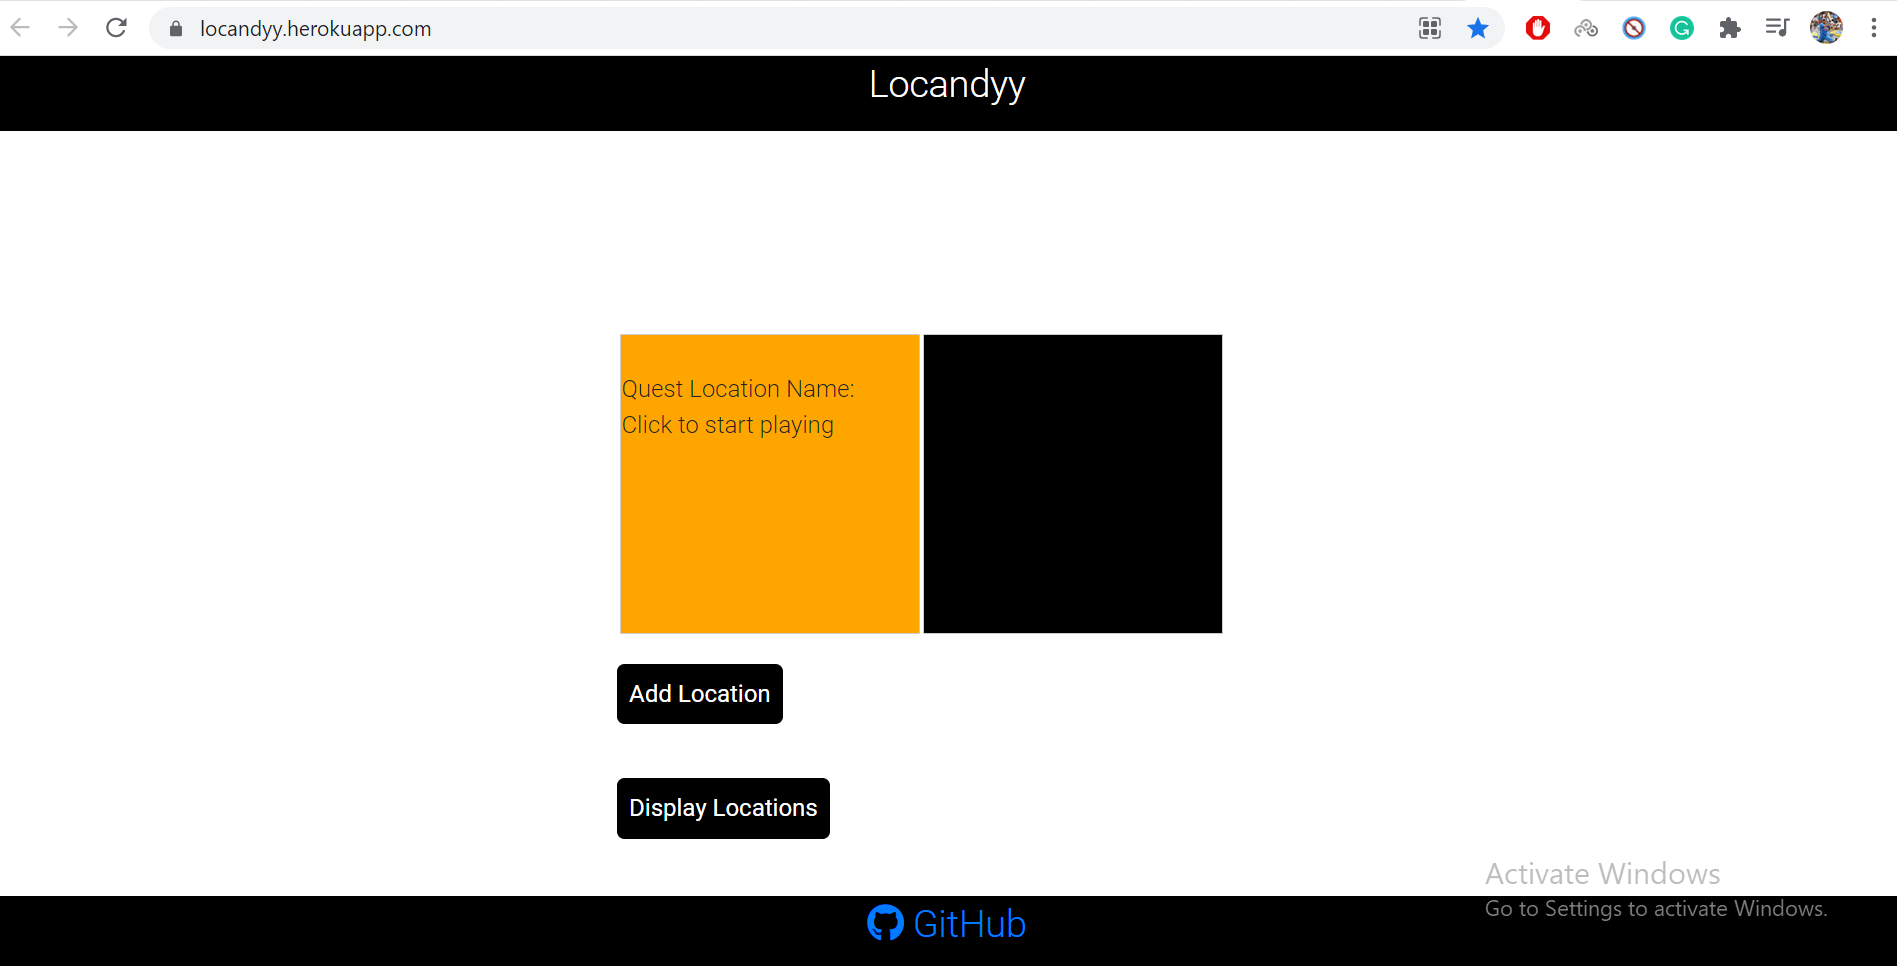 locandyy.herokuapp.com
Locandyy
Quest Location Name:
Click to start playing
Add Location
Display Locations
Activate Windows
Go to Settings to activate Windows.
GitHub